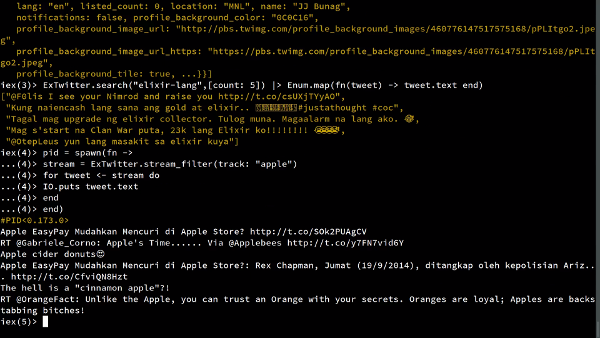 lang: "en", listed_count: 0, location: "MNL", name: "JJ Bunag",
notifications: false, profile_background_color: "0C0C16",
profile_background_image_url: "http://pbs.twimg.com/profile_background_images/460776147517575168/pPLItgo2.jpe
g",
profile_background_image_url_https: "https://pbs.twimg.com/profile_background_images/460776147517575168/pPLIt
go2.jpeg",
profile_background_tile: true, ...}}]
iex(3)> ExTwitter.search("elixir-lang",[count: 5]) |> Enum.map(fn(tweet) -> tweet.text end)
["@F0lis I see your Nimrod and raise you http://t.co/csUXjTYyAO",
"Kung naiencash lang sana ang gold at elixir.. #jt #justathought #coc",
"Tagal mag upgrade ng elixir collector. Tulog muna. Magaalarm na lang ako. 😅",
"Mag s'start na Clan War puta, 23k lang Elixir ko!!!!!!!! 😂😂😂",
"@OtepLeus yun lang masakit sa elixir kuya"]
iex(4)> pid = spawn(fn ->
...(4)> stream = ExTwitter.stream_filter(track: "apple")
...(4)> for tweet <- stream do
...(4)> IO.puts tweet.text
...(4)> end
...(4)> end)
#PID<0.173.0>
Apple EasyPay Mudahkan Mencuri di Apple Store? http://t.co/SOk2PUAgCV
RT @Gabriele_Corno: Apple's Time...... Via @Applebees http://t.co/y7FN7vid6Y
Apple cider donuts😍
Apple EasyPay Mudahkan Mencuri di Apple Store?: Rex Chapman, Jumat (19/9/2014), ditangkap oleh kepolisian Ariz..
. http://t.co/CfviQN8Hzt
The hell is a "cinnamon apple"?!
RT @OrangeFact: Unlike the Apple, you can trust an Orange with your secrets. Oranges are loyal; Apples are backs
tabbing bitches!
iex(5)>